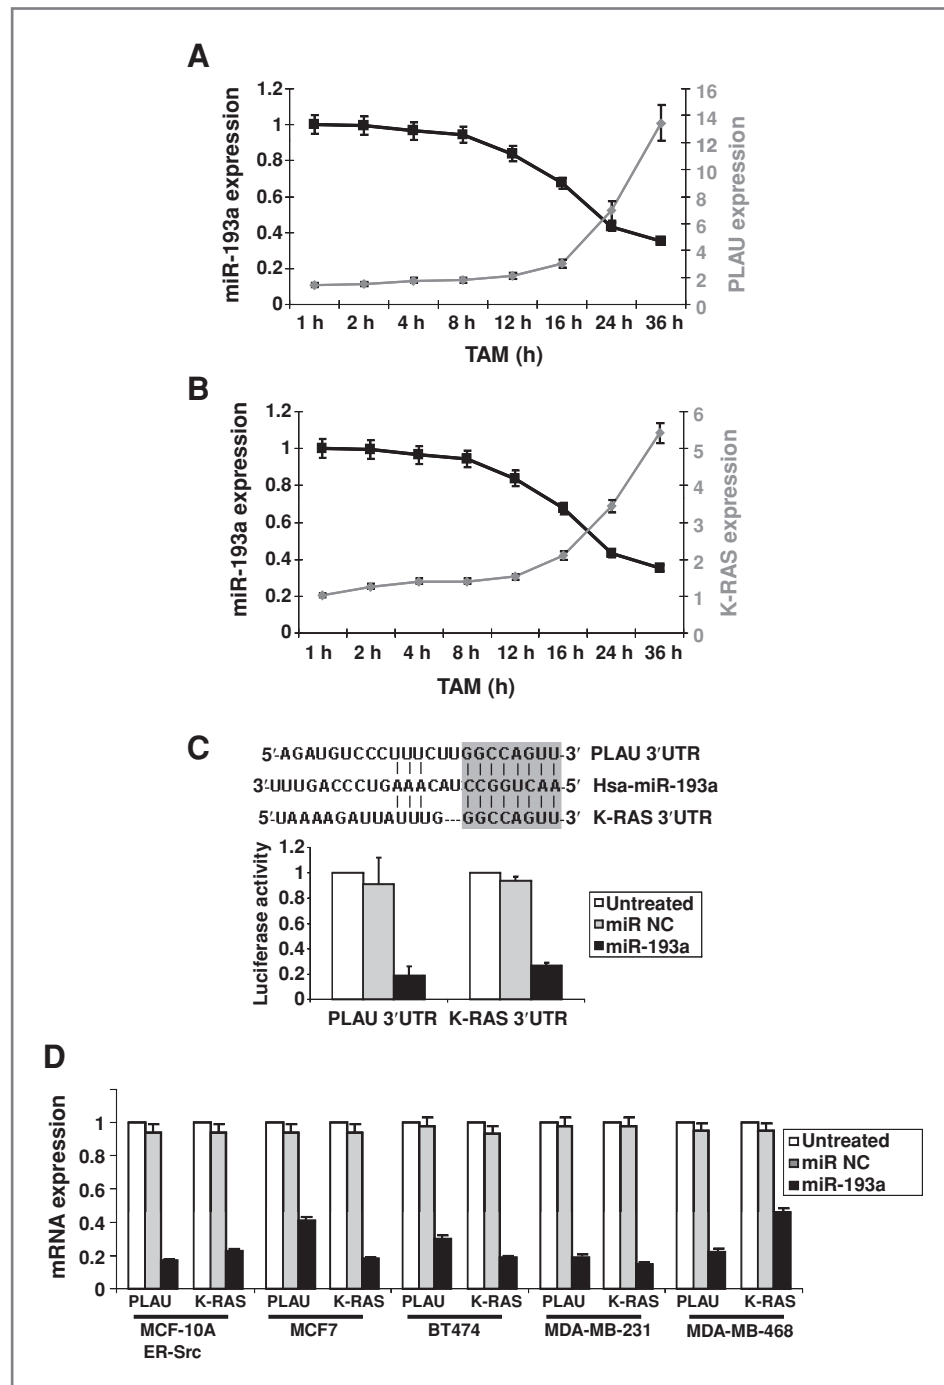 A
miR-193a expression
1.2
1
0.8
0.6
0.4
0.2
0
16
14
12
10
8
6
4
2
0
PLAU expression
1 h 2 h 4 h 8 h 12 h 16 h 24 h 36 h
TAM (h)
B
miR-193a expression
1.2
1
0.8
0.6
0.4
0.2
0
6
5
4
3
2
1
0
K-RAS expression
1 h 2 h 4 h 8 h 12 h 16 h 24 h 36 h
TAM (h)
C
5′-AGAUGUCCCUUUCUUGGCCAGUU-3′ PLAU 3′UTR
3′-UUUGACCCUGAAACAUCCGGUCAA-5′ Hsa-miR-193a
5′-UAAAAGAUUAUUUG---GGCCAGUU-3′ K-RAS 3′UTR
Luciferase activity
1.2
1
0.8
0.6
0.4
0.2
0
PLAU 3′UTR K-RAS 3′UTR
Untreated
miR NC
miR-193a
D
mRNA expression
1
0.8
0.6
0.4
0.2
0
Untreated
miR NC
miR-193a
PLAU K-RAS PLAU K-RAS PLAU K-RAS PLAU K-RAS PLAU K-RAS
MCF-10A MCF7 BT474 MDA-MB-231 MDA-MB-468
ER-Src